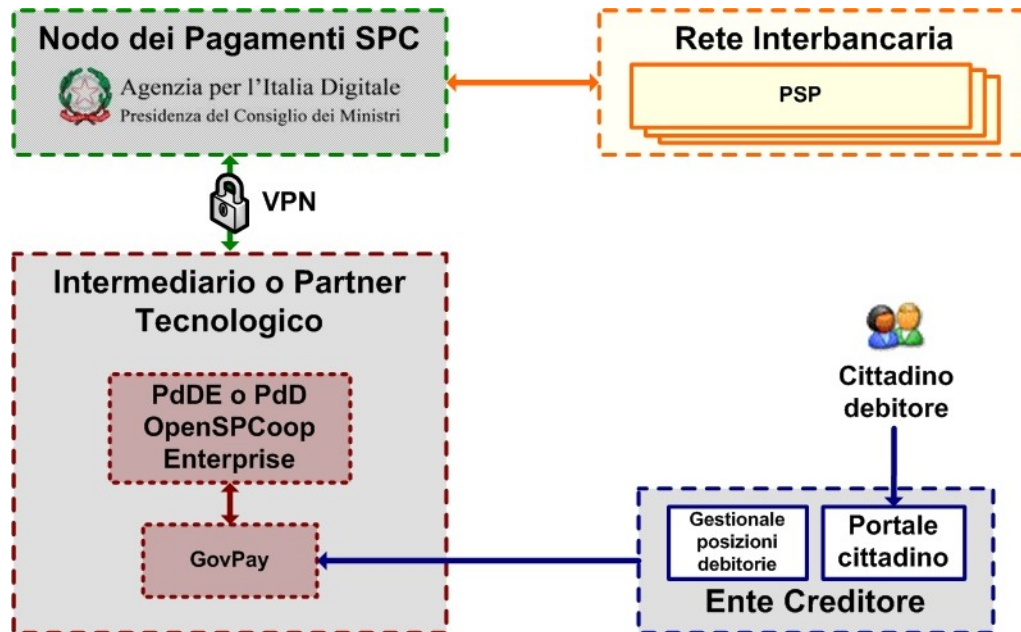 Nodo dei Pagamenti SPC
Agenzia per l'Italia Digitale
Presidenza del Consiglio dei Ministri
Rete Interbancaria
PSP
VPN
Intermediario o Partner
Tecnologico
PdDE o PdD
OpenSPCoop
Enterprise
GovPay
Cittadino
debitore
Gestionale
posizioni
debitorie
Portale
cittadino
Ente Creditore